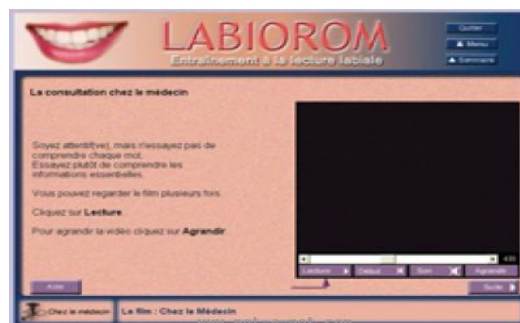 LABIOROM
Entraînement à la lecture labiale
Quitter
Menu
Sommaire
La consultation chez le médecin
Soyez attentif(ve), mais n'essayez pas de
comprendre chaque mot.
Essayez plutôt de comprendre les
informations essentielles.
Vous pouvez regarder le film plusieurs fois.
Cliquez sur Lecture.
Pour agrandir la vidéo cliquez sur Agrandir.
Lecture Début Son Agrandir
Aide
Suite
Chez le médecin
Le film : Chez le Médecin